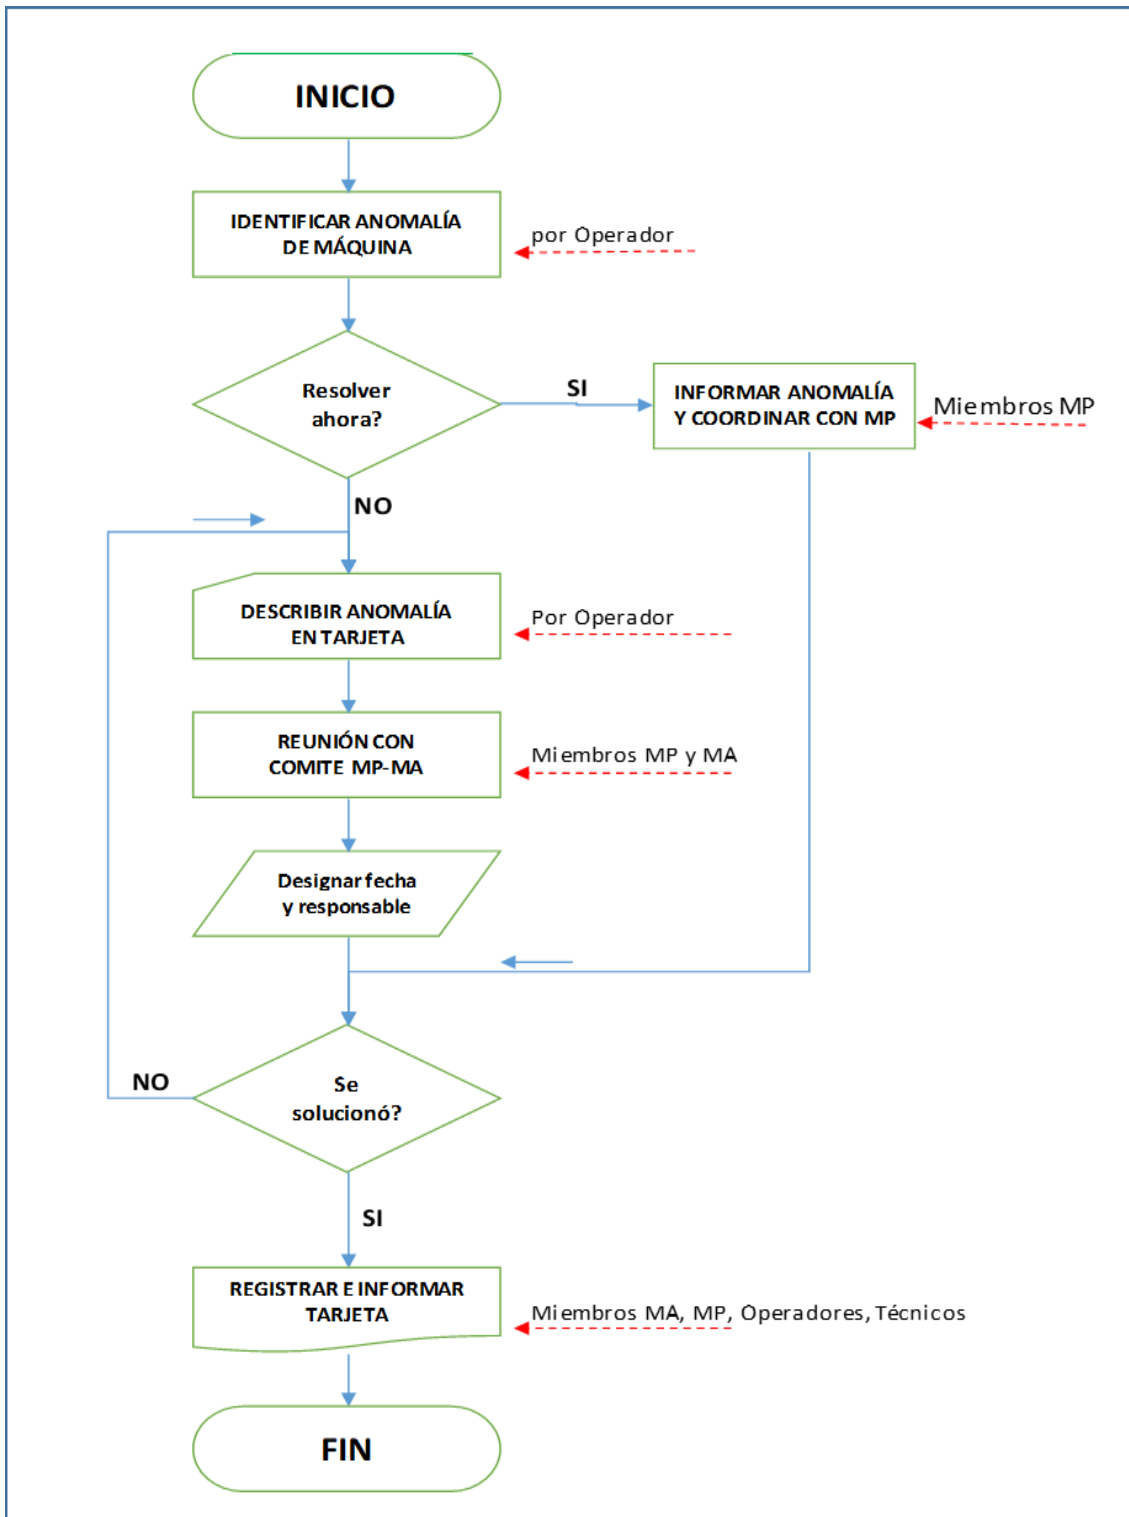 INICIO
IDENTIFICAR ANOMALÍA
DE MÁQUINA
por Operador
Resolver
ahora?
SI
INFORMAR ANOMALÍA
Y COORDINAR CON MP
Miembros MP
NO
DESCRIBIR ANOMALÍA
EN TARJETA
Por Operador
REUNIÓN CON
COMITE MP-MA
Miembros MP y MA
Designar fecha
y responsable
Se
solucionó?
NO
SI
REGISTRAR E INFORMAR
TARJETA
Miembros MA, MP, Operadores, Técnicos
FIN